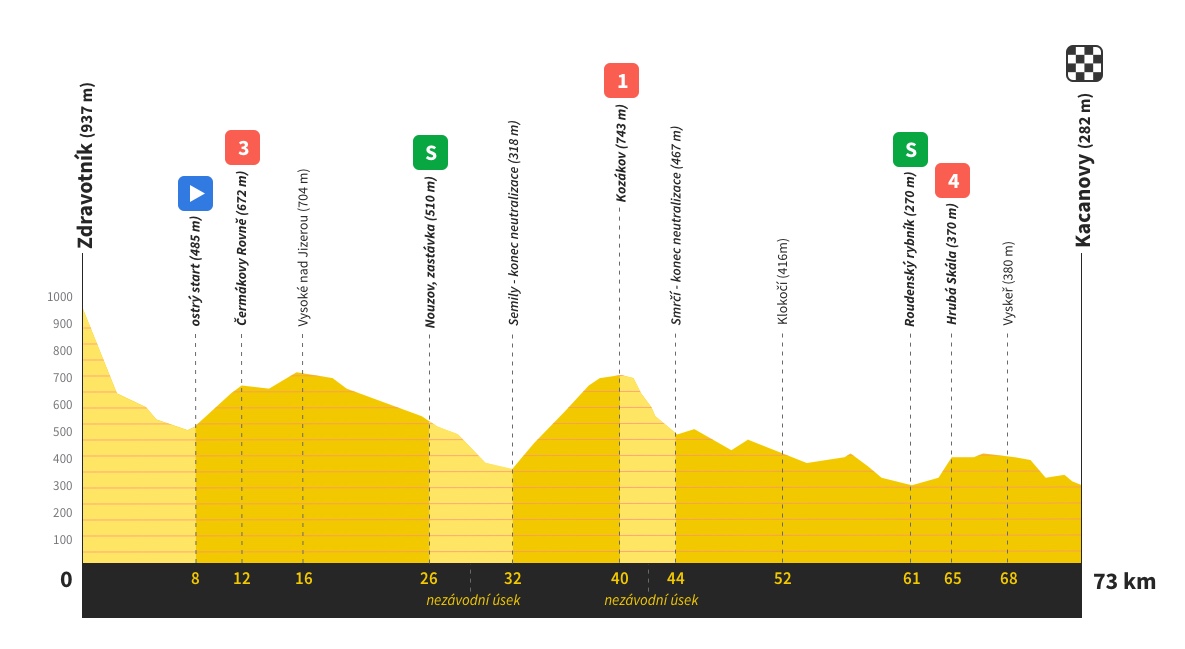 Zdravotník (937 m)
ostrý start (485 m)
3
Čermákovy Rovně (672 m)
Vysoké nad Jizerou (704 m)
S
Nouzov, zastávka (510 m)
Semily - konec neutralizace (318 m)
1
Kozákov (743 m)
Smrčí - konec neutralizace (467 m)
Klokočí (416m)
S
Roudenský rybník (270 m)
4
Hrubá Skála (370 m)
Vyskeř (380 m)
Kacanovy (282 m)
1000
900
800
700
600
500
400
300
200
100
0 8 12 16 26 32 40 44 52 61 65 68 73 km
nezávodní úsek nezávodní úsek